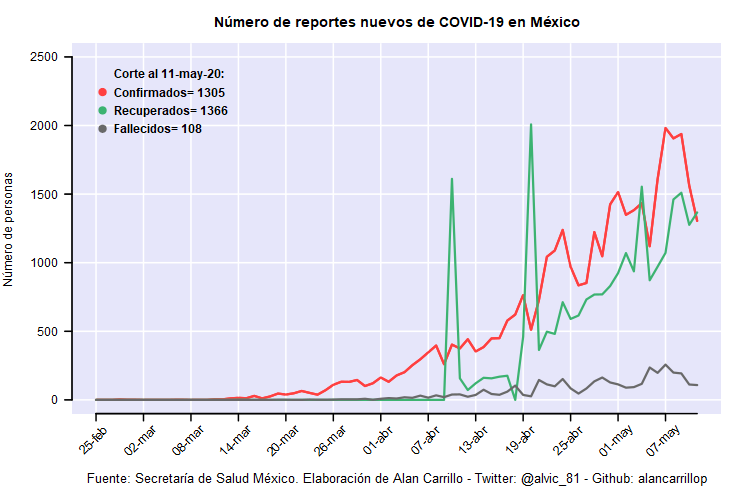 Número de reportes nuevos de COVID-19 en México
Número de personas
2500
2000
1500
1000
500
0
Corte al 11-may-20:
Confirmados= 1305
Recuperados= 1366
Fallecidos= 108
25-feb
02-mar
08-mar
14-mar
20-mar
26-mar
01-abr
07-abr
13-abr
19-abr
25-abr
01-may
07-may
Fuente: Secretaría de Salud México. Elaboración de Alan Carrillo - Twitter: @alvic_81 - Github: alancarrillop